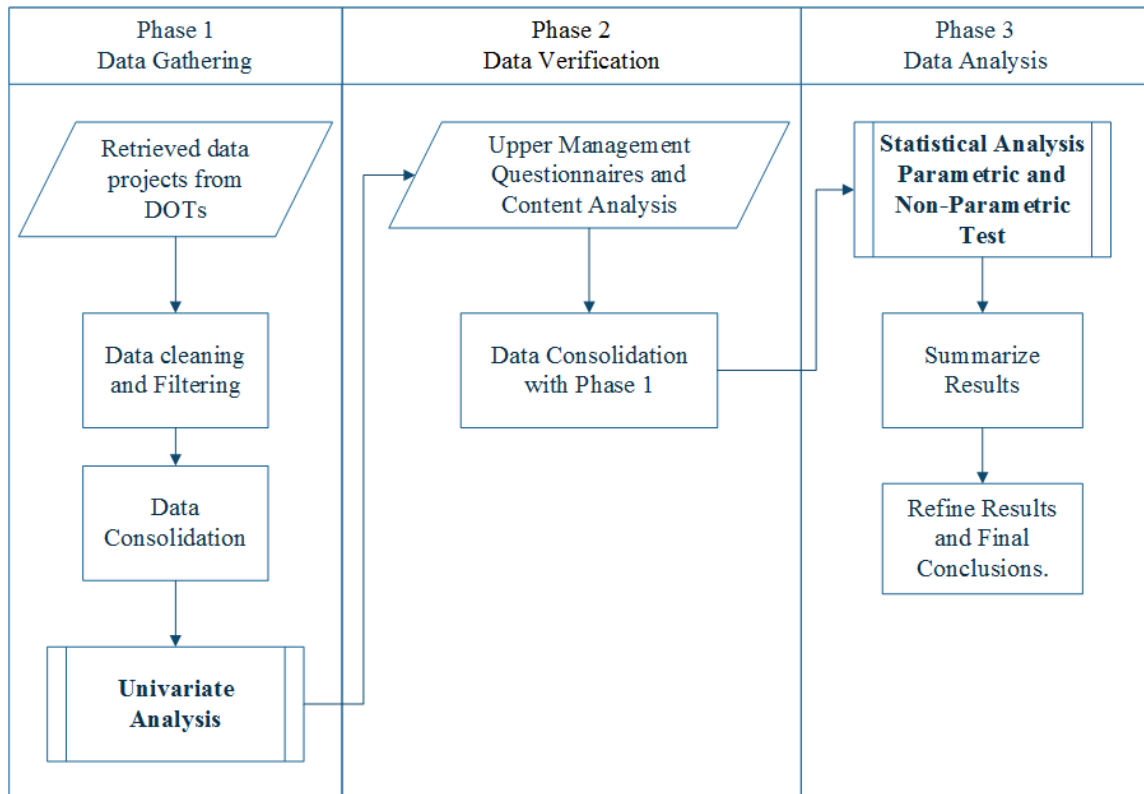 Phase 1
Data Gathering
Phase 2
Data Verification
Phase 3
Data Analysis
Retrieved data
projects from
DOTs
Data cleaning
and Filtering
Data
Consolidation
Univariate
Analysis
Upper Management
Questionnaires and
Content Analysis
Data Consolidation
with Phase 1
Statistical Analysis
Parametric and
Non-Parametric
Test
Summarize
Results
Refine Results
and Final
Conclusions.